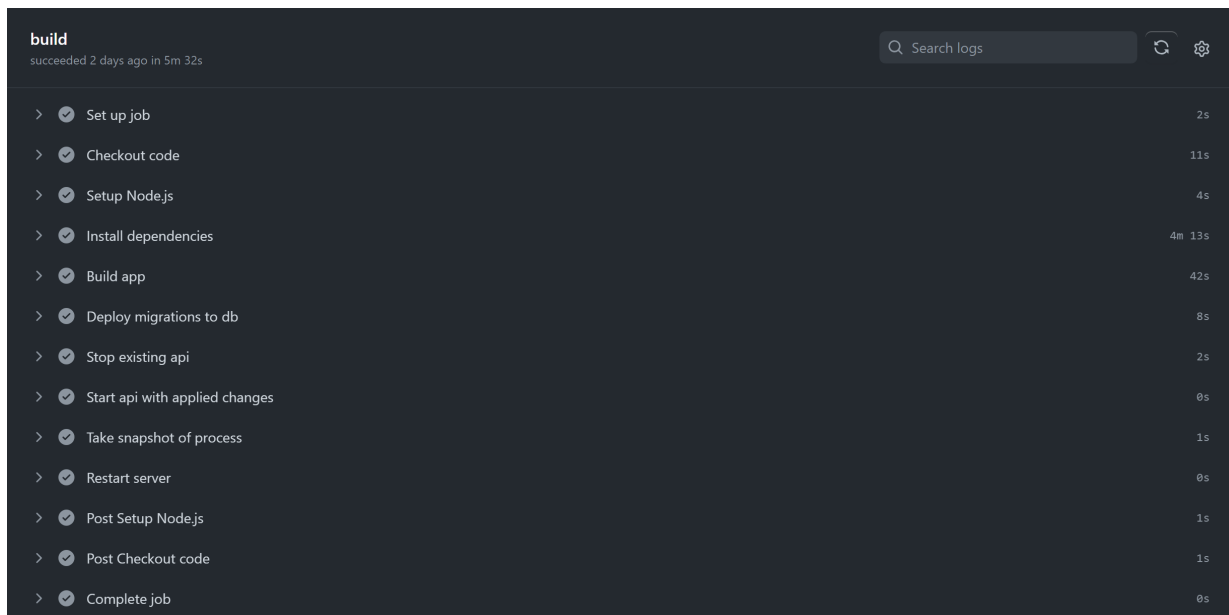 build
succeeded 2 days ago in 5m 32s
Search logs
Set up job 2s
Checkout code 11s
Setup Node.js 4s
Install dependencies 4m 13s
Build app 42s
Deploy migrations to db 8s
Stop existing api 2s
Start api with applied changes 0s
Take snapshot of process 1s
Restart server 0s
Post Setup Node.js 1s
Post Checkout code 1s
Complete job 0s